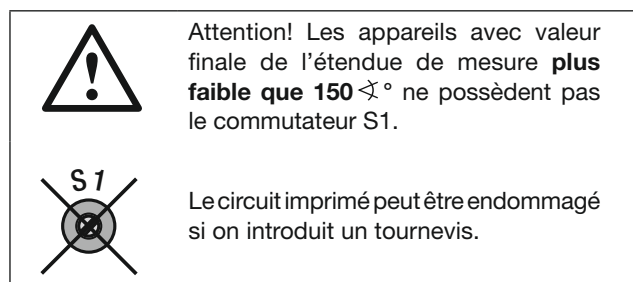 Attention! Les appareils avec valeur
finale de l'étendue de mesure plus
faible que 150 ∢° ne possèdent pas
le commutateur S1.
S 1
Le circuit imprimé peut être endommagé
si on introduit un tournevis.